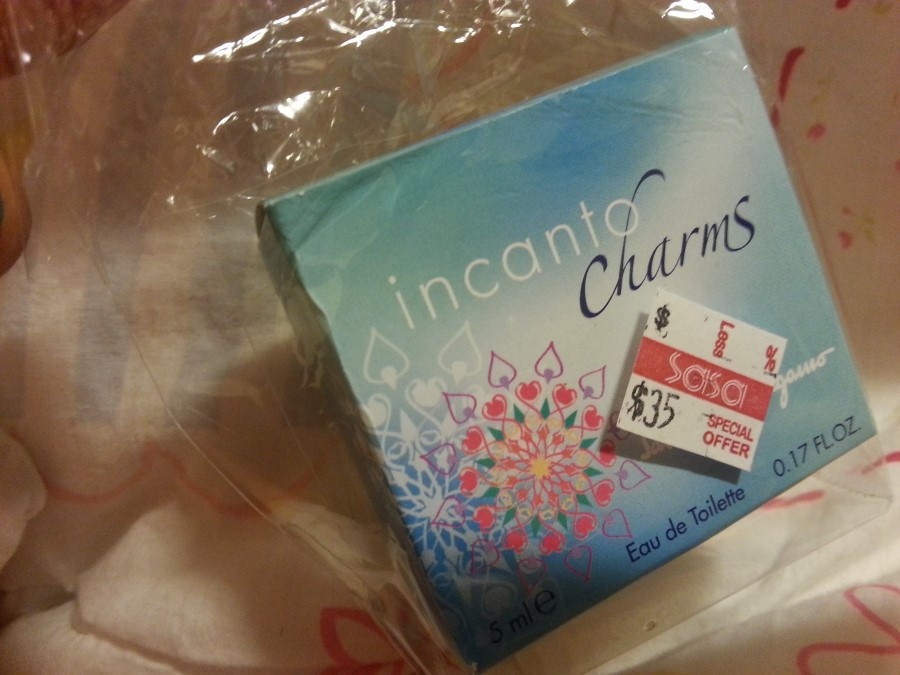 incanto
Charms
$ Less %
sasa
$35 SPECIAL
OFFER
Eau de Toilette
5 ml e
0.17 FL.OZ.